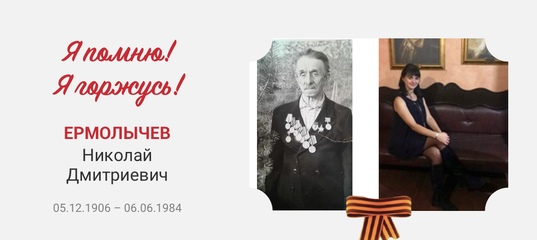 Я помню!
Я горжусь!
ЕРМОЛЫЧЕВ
Николай
Дмитриевич
05.12.1906 – 06.06.1984